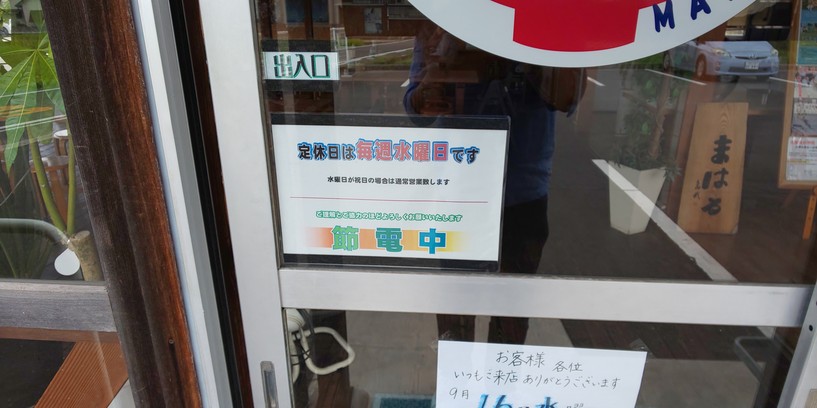 MA
出入口
定休日は毎週水曜日です
水曜日が祝日の場合は通常営業致します
ご理解とご協力のほどよろしくお願いいたします
節電中
まはろ
お客様 各位
いつもご来店ありがとうございます
9月
16 水